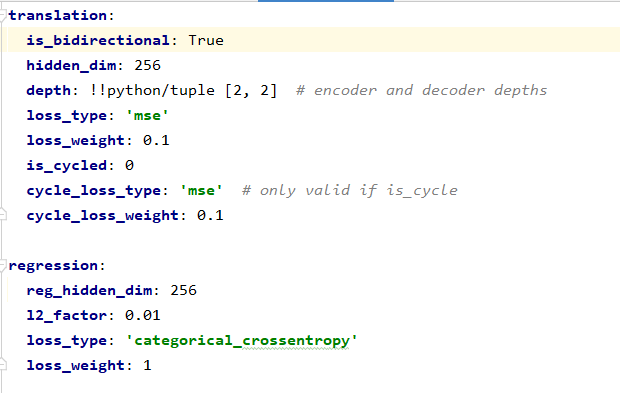 translation:
  is_bidirectional: True
  hidden_dim: 256
  depth: !!python/tuple [2, 2]  # encoder and decoder depths
  loss_type: 'mse'
  loss_weight: 0.1
  is_cycled: 0
  cycle_loss_type: 'mse'  # only valid if is_cycle
  cycle_loss_weight: 0.1

regression:
  reg_hidden_dim: 256
  l2_factor: 0.01
  loss_type: 'categorical_crossentropy'
  loss_weight: 1